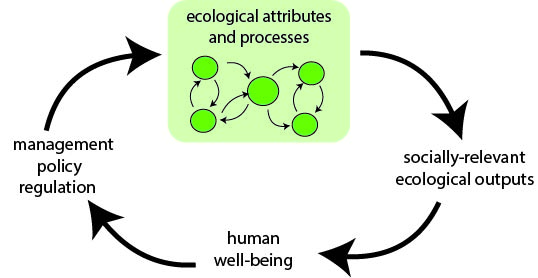 ecological attributes
and processes
socially-relevant
ecological outputs
human
well-being
management
policy
regulation